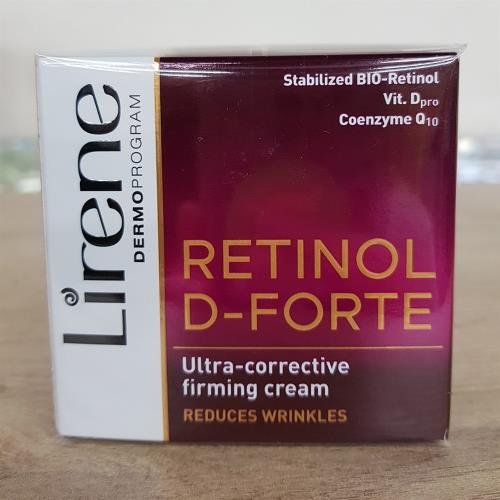 Lirene
DERMOPROGRAM
Stabilized BIO-Retinol
Vit. Dpro
Coenzyme Q10
RETINOL
D-FORTE
Ultra-corrective
firming cream
REDUCES WRINKLES